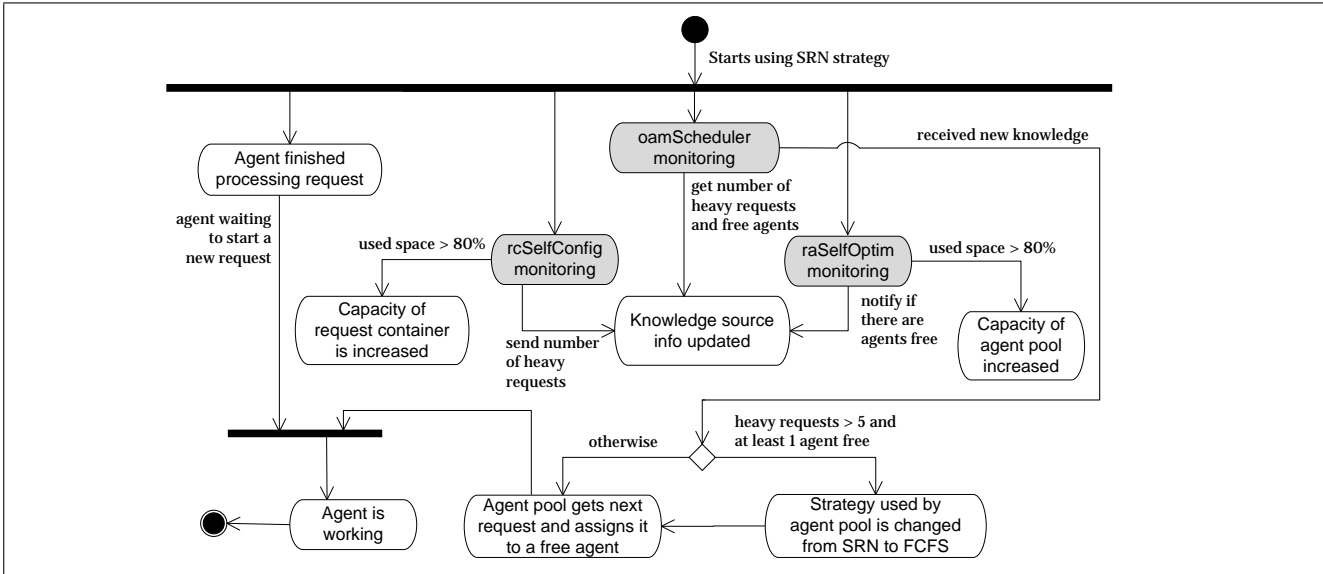 Starts using SRN strategy
oamScheduler
monitoring
received new knowledge
Agent finished
processing request
get number of
heavy requests
and free agents
agent waiting
to start a
new request
used space > 80%
rcSelfConfig
monitoring
raSelfOptim
monitoring
used space > 80%
Capacity of
request container
is increased
send number
of heavy
requests
Knowledge source
info updated
notify if
there are
agents free
Capacity of
agent pool
increased
otherwise
heavy requests > 5 and
at least 1 agent free
Agent is
working
Agent pool gets next
request and assigns it
to a free agent
Strategy used by
agent pool is changed
from SRN to FCFS